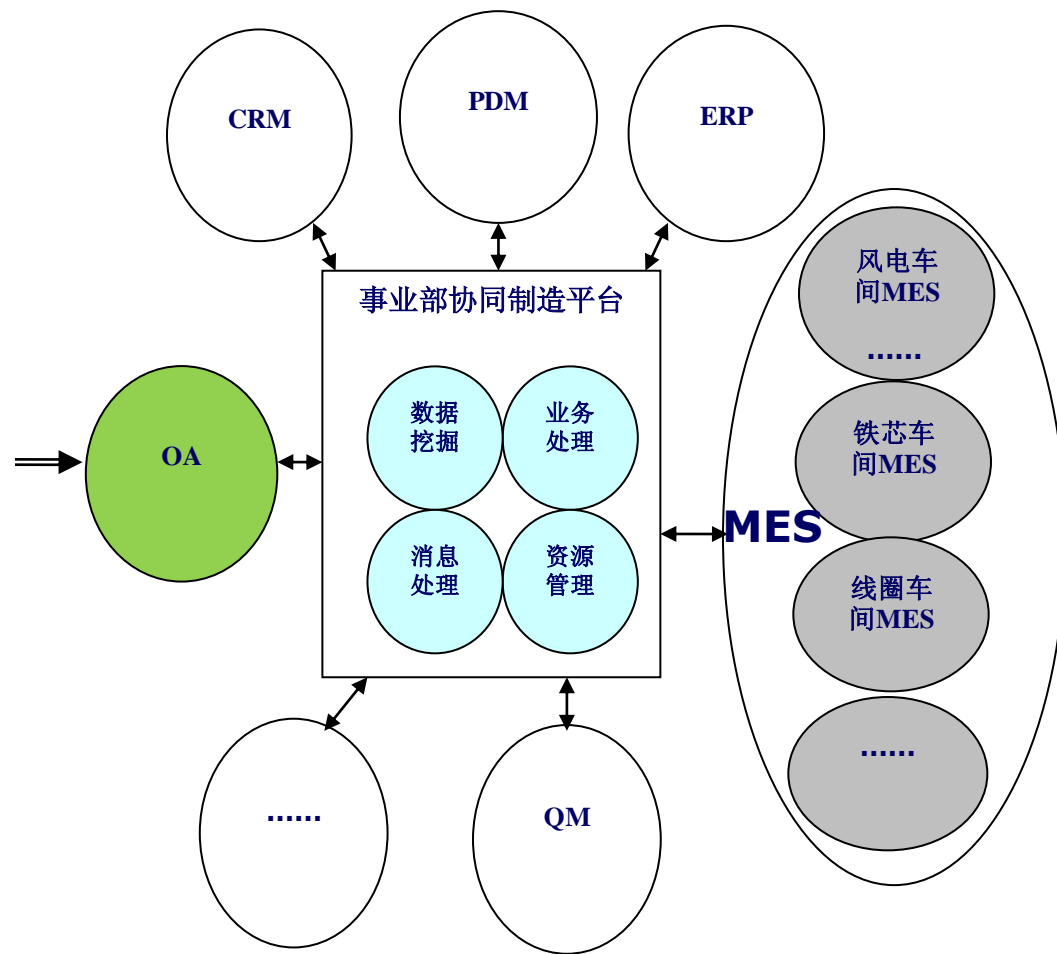 CRM
PDM
ERP
事业部协同制造平台
OA
数据
挖掘
业务
处理
消息
处理
资源
管理
MES
风电车
间MES
......
铁芯车
间MES
线圈车
间MES
......
......
QM